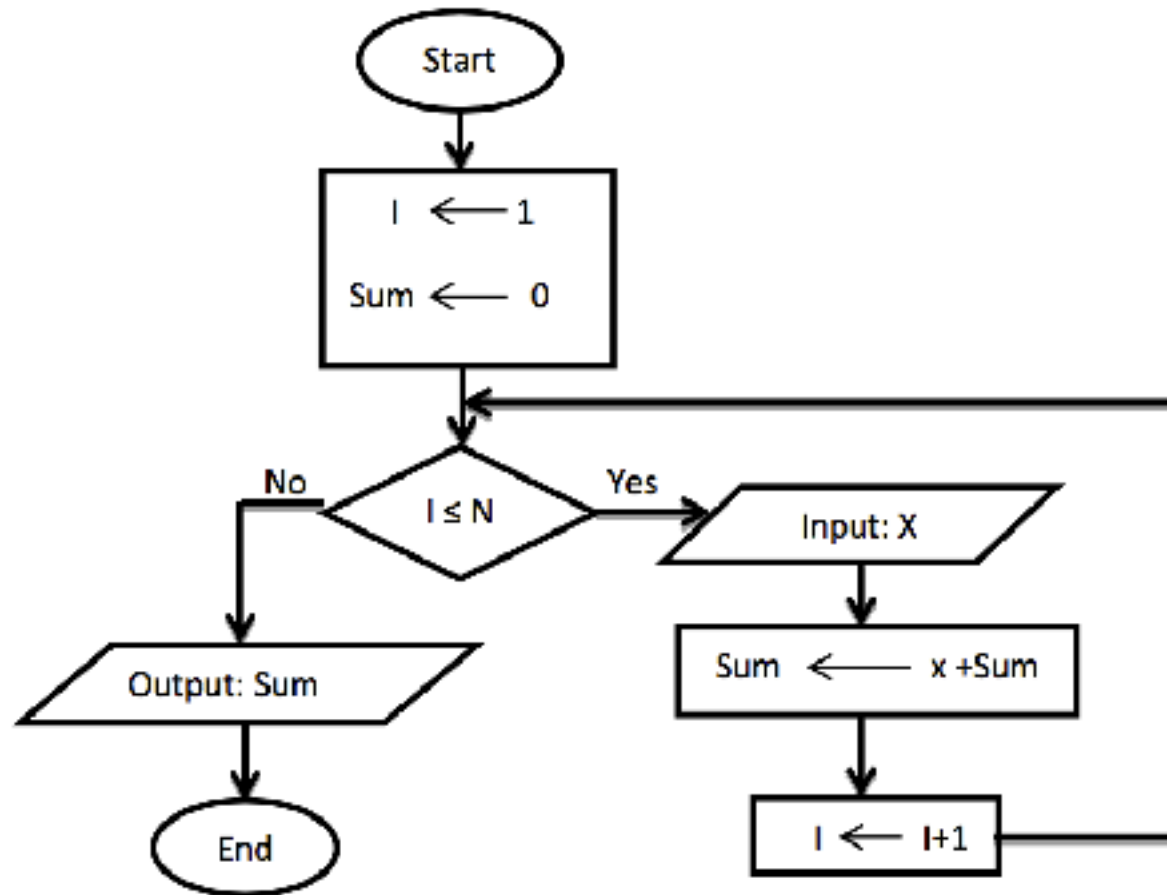 Start
I ← 1
Sum ← 0
I ≤ N
No
Yes
Input: X
Sum ← x +Sum
I ← I+1
Output: Sum
End